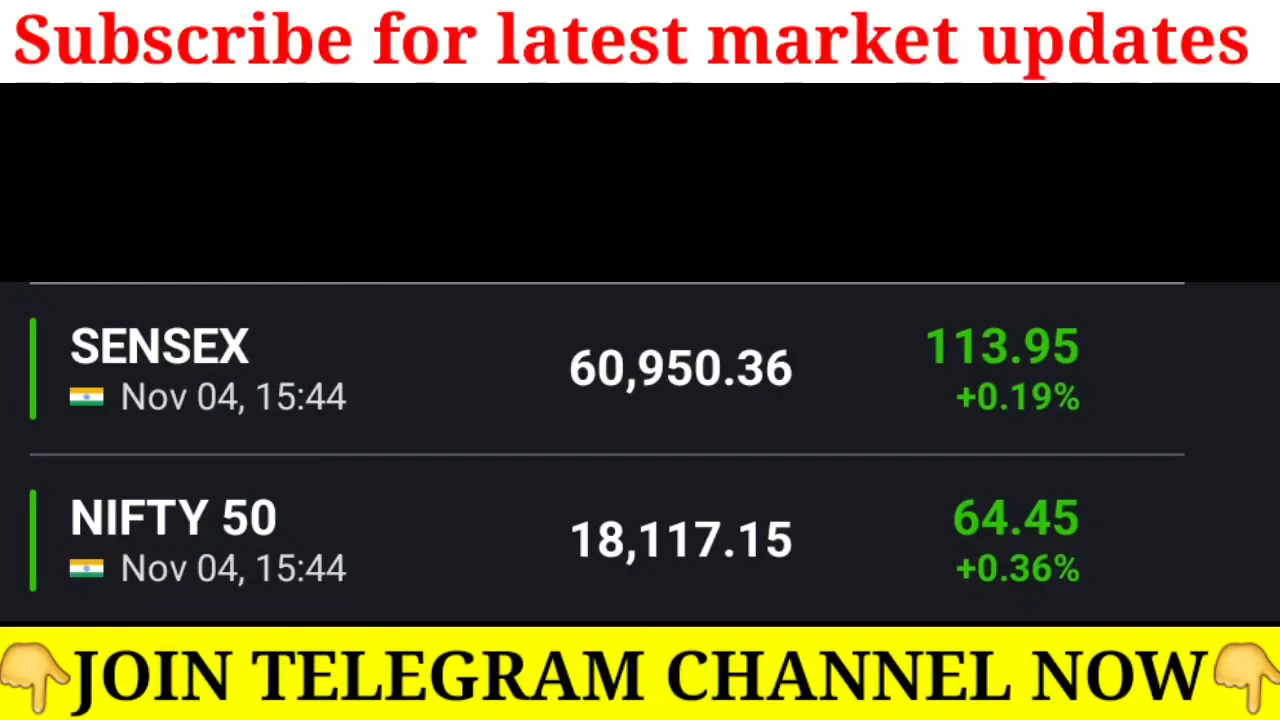 Subscribe for latest market updates
SENSEX
60,950.36
113.95
Nov 04, 15:44
+0.19%
NIFTY 50
18,117.15
64.45
Nov 04, 15:44
+0.36%
👇JOIN TELEGRAM CHANNEL NOW👇